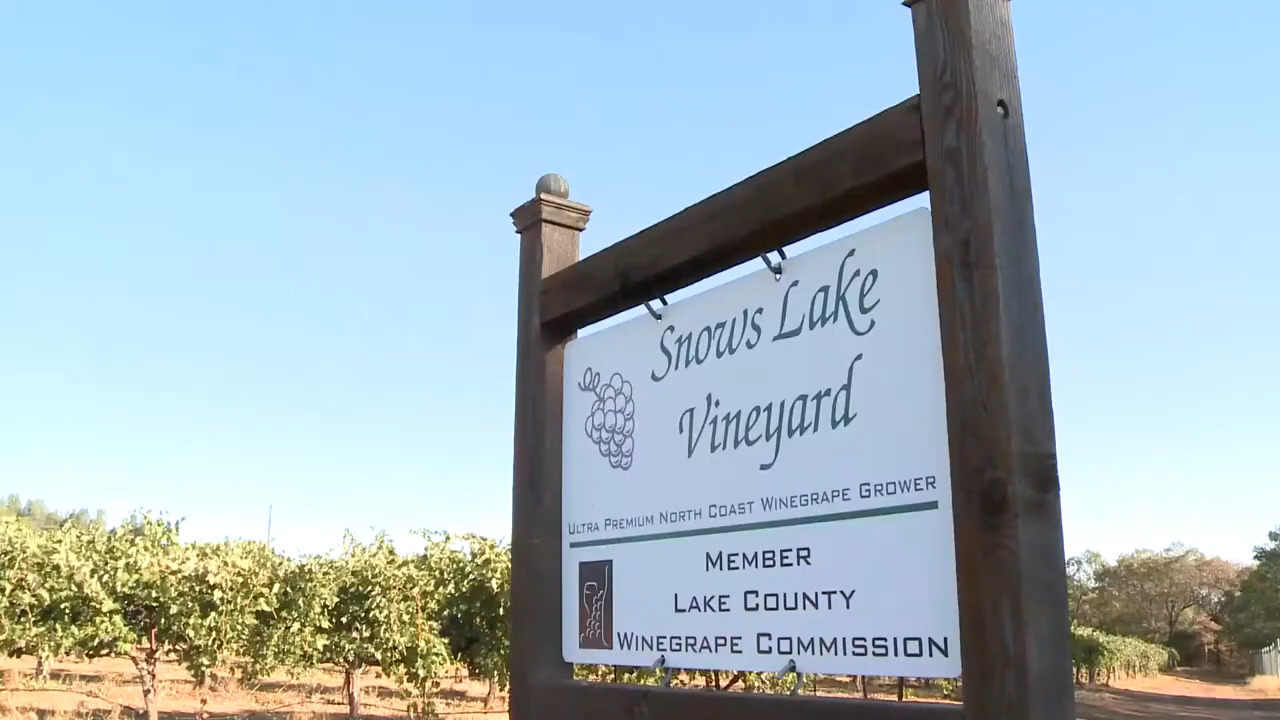 Snows Lake
Vineyard
Ultra Premium North Coast Winegrape Grower
Member
Lake County
Winegrape Commission